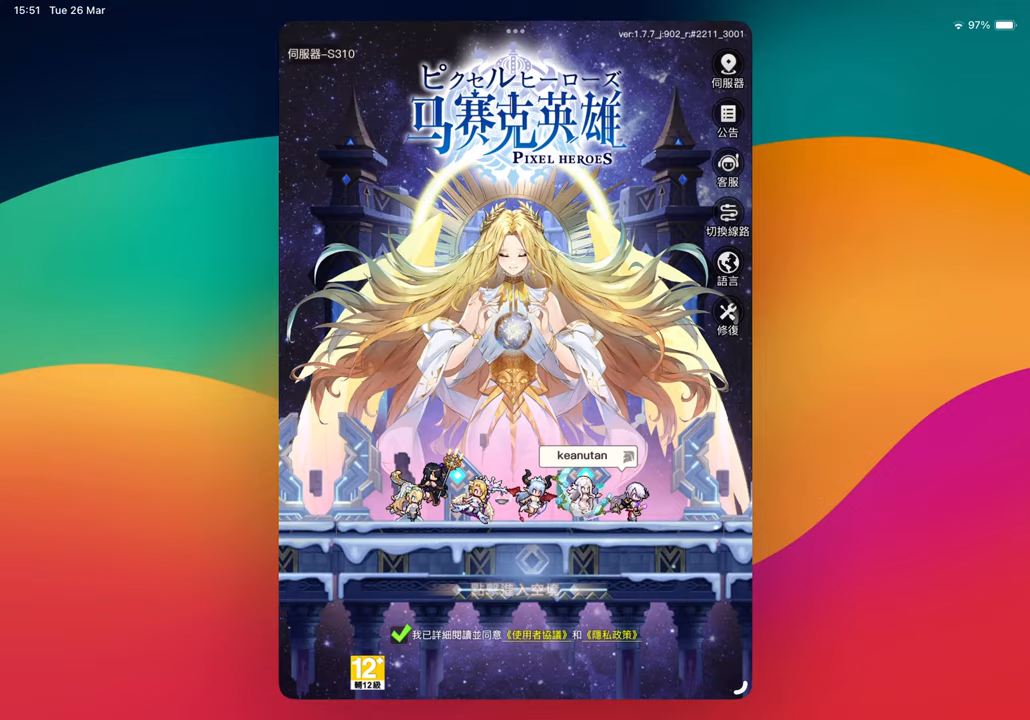 15:51 Tue 26 Mar
97%
ver:1.7.7_j:902_r:#2211_3001
伺服器-S310
ピクセルヒーローズ
马赛克英雄
PIXEL HEROES
伺服器
公告
客服
切換線路
語言
修復
keanutan
點擊進入空境
我已詳細閱讀並同意《使用者協議》和《隱私政策》
12+
輔12級